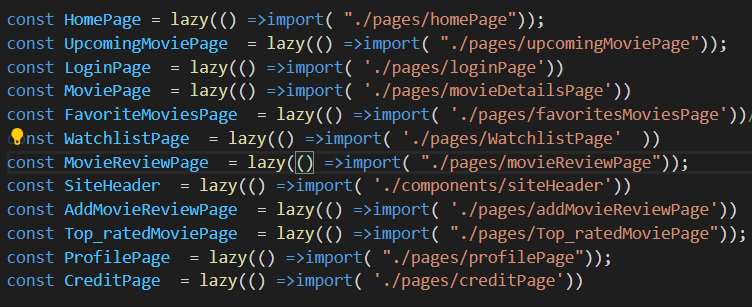 const HomePage = lazy(() =>import( "./pages/homePage"));
const UpcomingMoviePage  = lazy(() =>import( "./pages/upcomingMoviePage"));
const LoginPage  = lazy(() =>import( './pages/loginPage'))
const MoviePage  = lazy(() =>import( './pages/movieDetailsPage'))
const FavoriteMoviesPage  = lazy(() =>import( './pages/favoritesMoviesPage'))/
const WatchlistPage  = lazy(() =>import( './pages/WatchlistPage'  ))
const MovieReviewPage  = lazy(() =>import( "./pages/movieReviewPage"));
const SiteHeader  = lazy(() =>import( './components/siteHeader'))
const AddMovieReviewPage  = lazy(() =>import( './pages/addMovieReviewPage'))
const Top_ratedMoviePage  = lazy(() =>import( "./pages/Top_ratedMoviePage"));
const ProfilePage  = lazy(() =>import( "./pages/profilePage"));
const CreditPage  = lazy(() =>import( './pages/creditPage'))